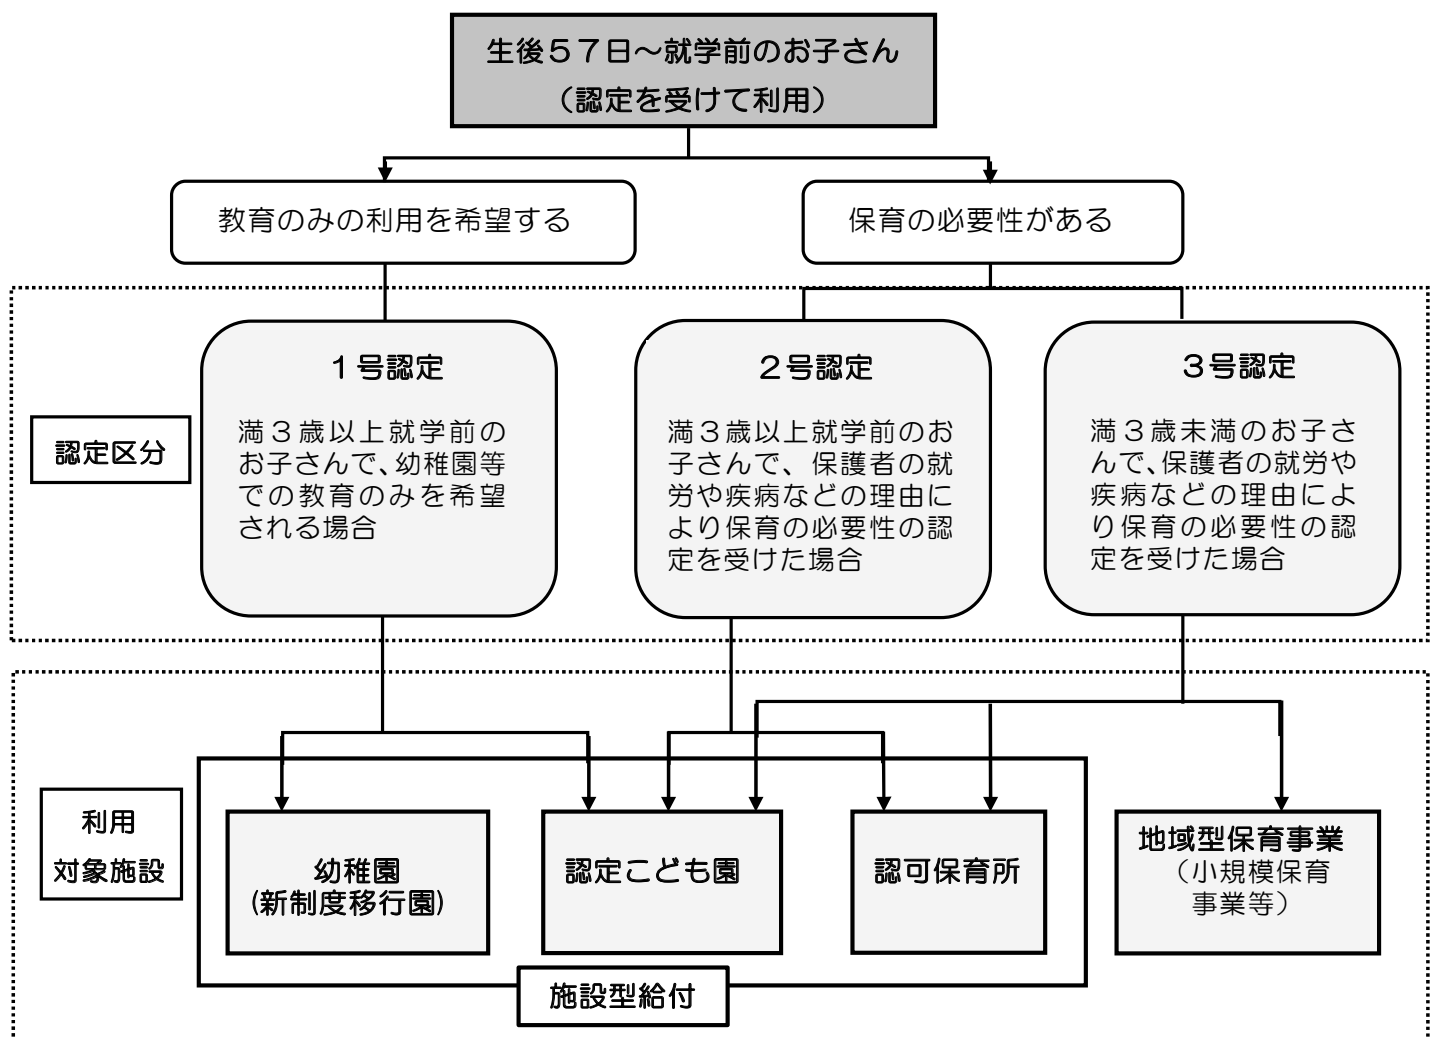 生後５７日～就学前のお子さん
（認定を受けて利用）
教育のみの利用を希望する
保育の必要性がある
認定区分
１号認定
満３歳以上就学前の
お子さんで、幼稚園等
での教育のみを希望
される場合
２号認定
満３歳以上就学前のお
子さんで、保護者の就
労や疾病などの理由に
より保育の必要性の認
定を受けた場合
３号認定
満３歳未満のお子さ
んで、保護者の就労や
疾病などの理由によ
り保育の必要性の認
定を受けた場合
利用
対象施設
幼稚園
(新制度移行園)
認定こども園
認可保育所
地域型保育事業
（小規模保育
事業等）
施設型給付